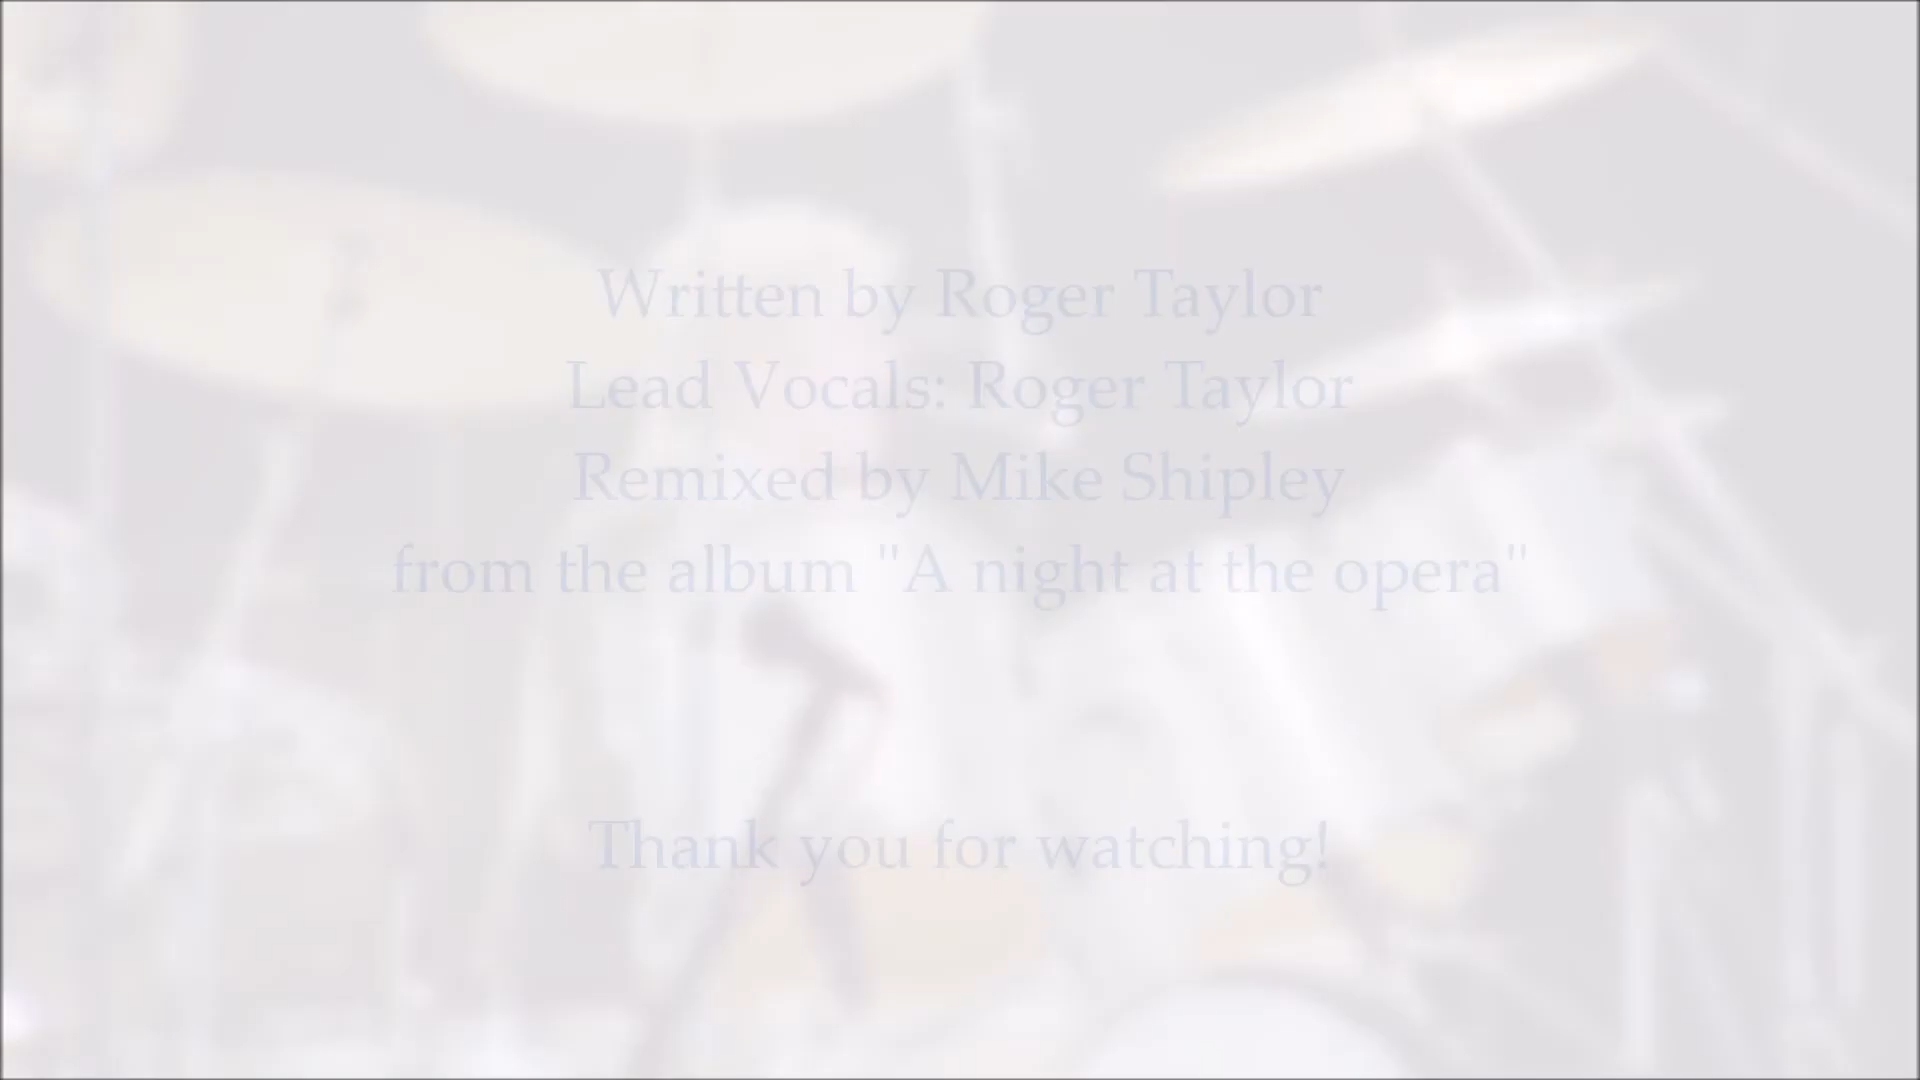 Written by Roger Taylor
Lead Vocals: Roger Taylor
Remixed by Mike Shipley
from the album "A night at the opera"
Thank you for watching!